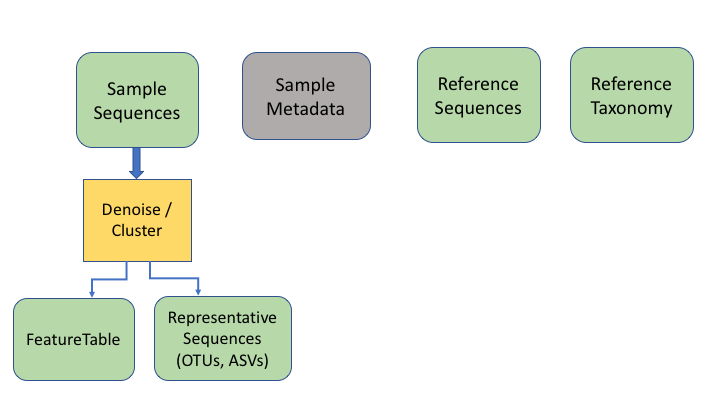 Sample
Sequences
Sample
Metadata
Reference
Sequences
Reference
Taxonomy
Denoise /
Cluster
FeatureTable
Representative
Sequences
(OTUs, ASVs)